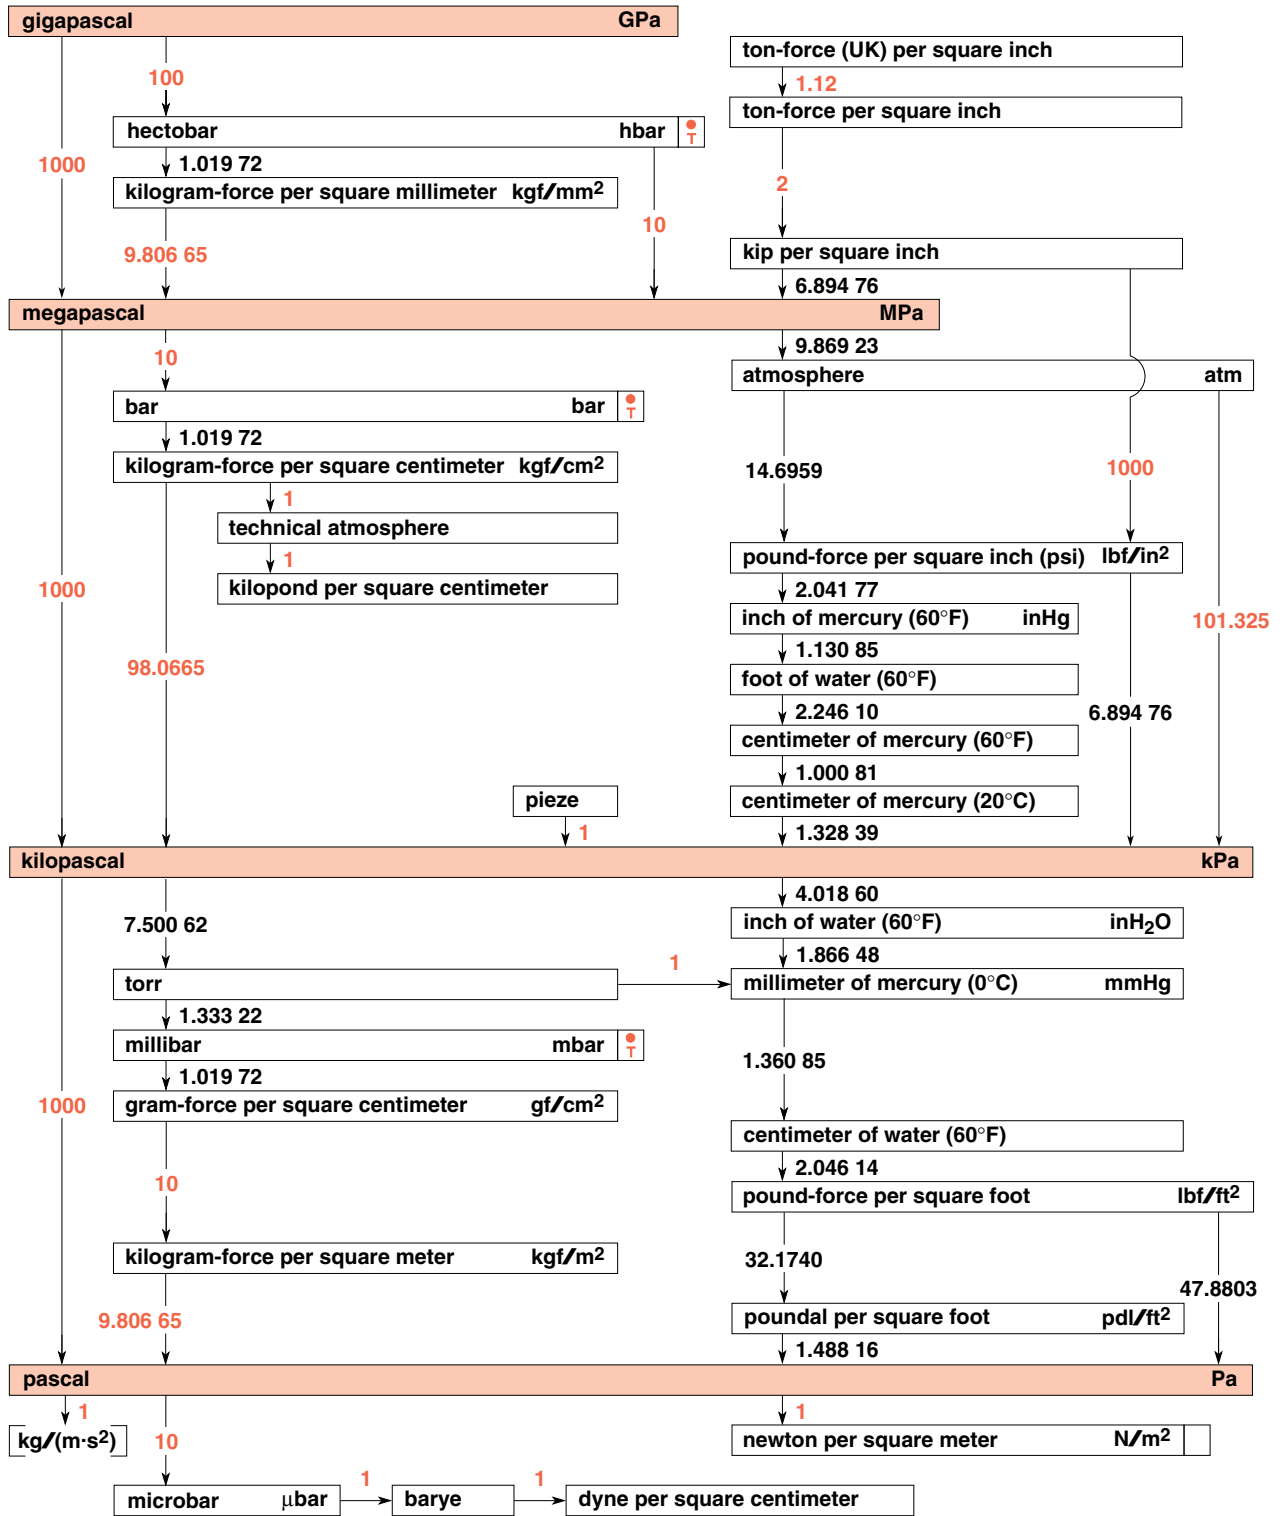 gigapascal GPa
ton-force (UK) per square inch
100
1.12
ton-force per square inch
hectobar hbar T
1000
1.019 72
2
kilogram-force per square millimeter kgf/mm2
10
9.806 65
kip per square inch
6.894 76
megapascal MPa
10
9.869 23
atmosphere atm
bar bar T
1.019 72
kilogram-force per square centimeter kgf/cm2
14.6959
1000
1
technical atmosphere
1
pound-force per square inch (psi) lbf/in2
1000
kilopond per square centimeter
2.041 77
inch of mercury (60°F) inHg
101.325
1.130 85
98.0665
foot of water (60°F)
2.246 10
6.894 76
centimeter of mercury (60°F)
1.000 81
pieze
centimeter of mercury (20°C)
1
1.328 39
kilopascal kPa
4.018 60
7.500 62
inch of water (60°F) inH2O
1.866 48
1
torr
millimeter of mercury (0°C) mmHg
1.333 22
millibar mbar T
1.360 85
1.019 72
1000
gram-force per square centimeter gf/cm2
centimeter of water (60°F)
2.046 14
10
pound-force per square foot lbf/ft2
kilogram-force per square meter kgf/m2
32.1740
47.8803
9.806 65
poundal per square foot pdl/ft2
1.488 16
pascal Pa
1
1
kg/(m·s2)
10
newton per square meter N/m2
1
1
microbar μbar
barye
dyne per square centimeter